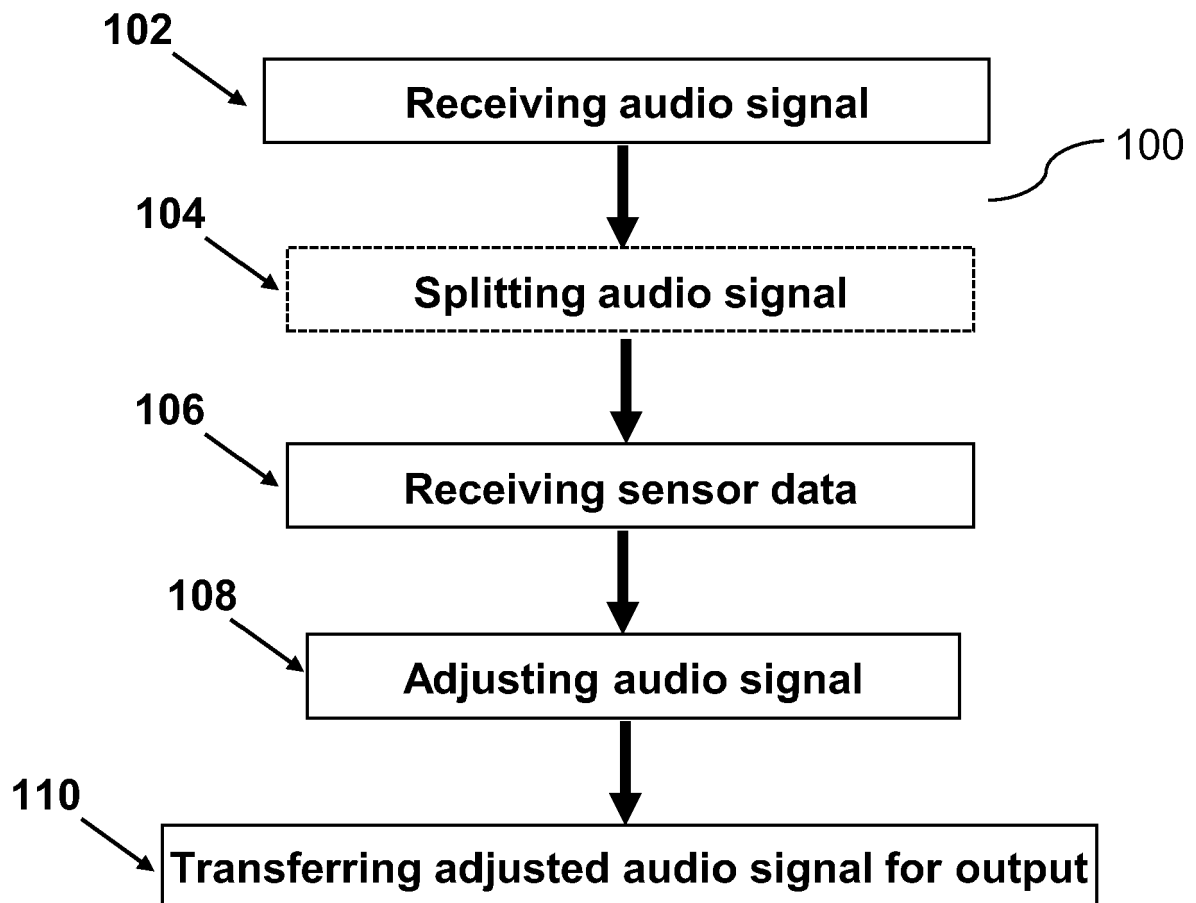 102
Receiving audio signal
100
104
Splitting audio signal
106
Receiving sensor data
108
Adjusting audio signal
110
Transferring adjusted audio signal for output